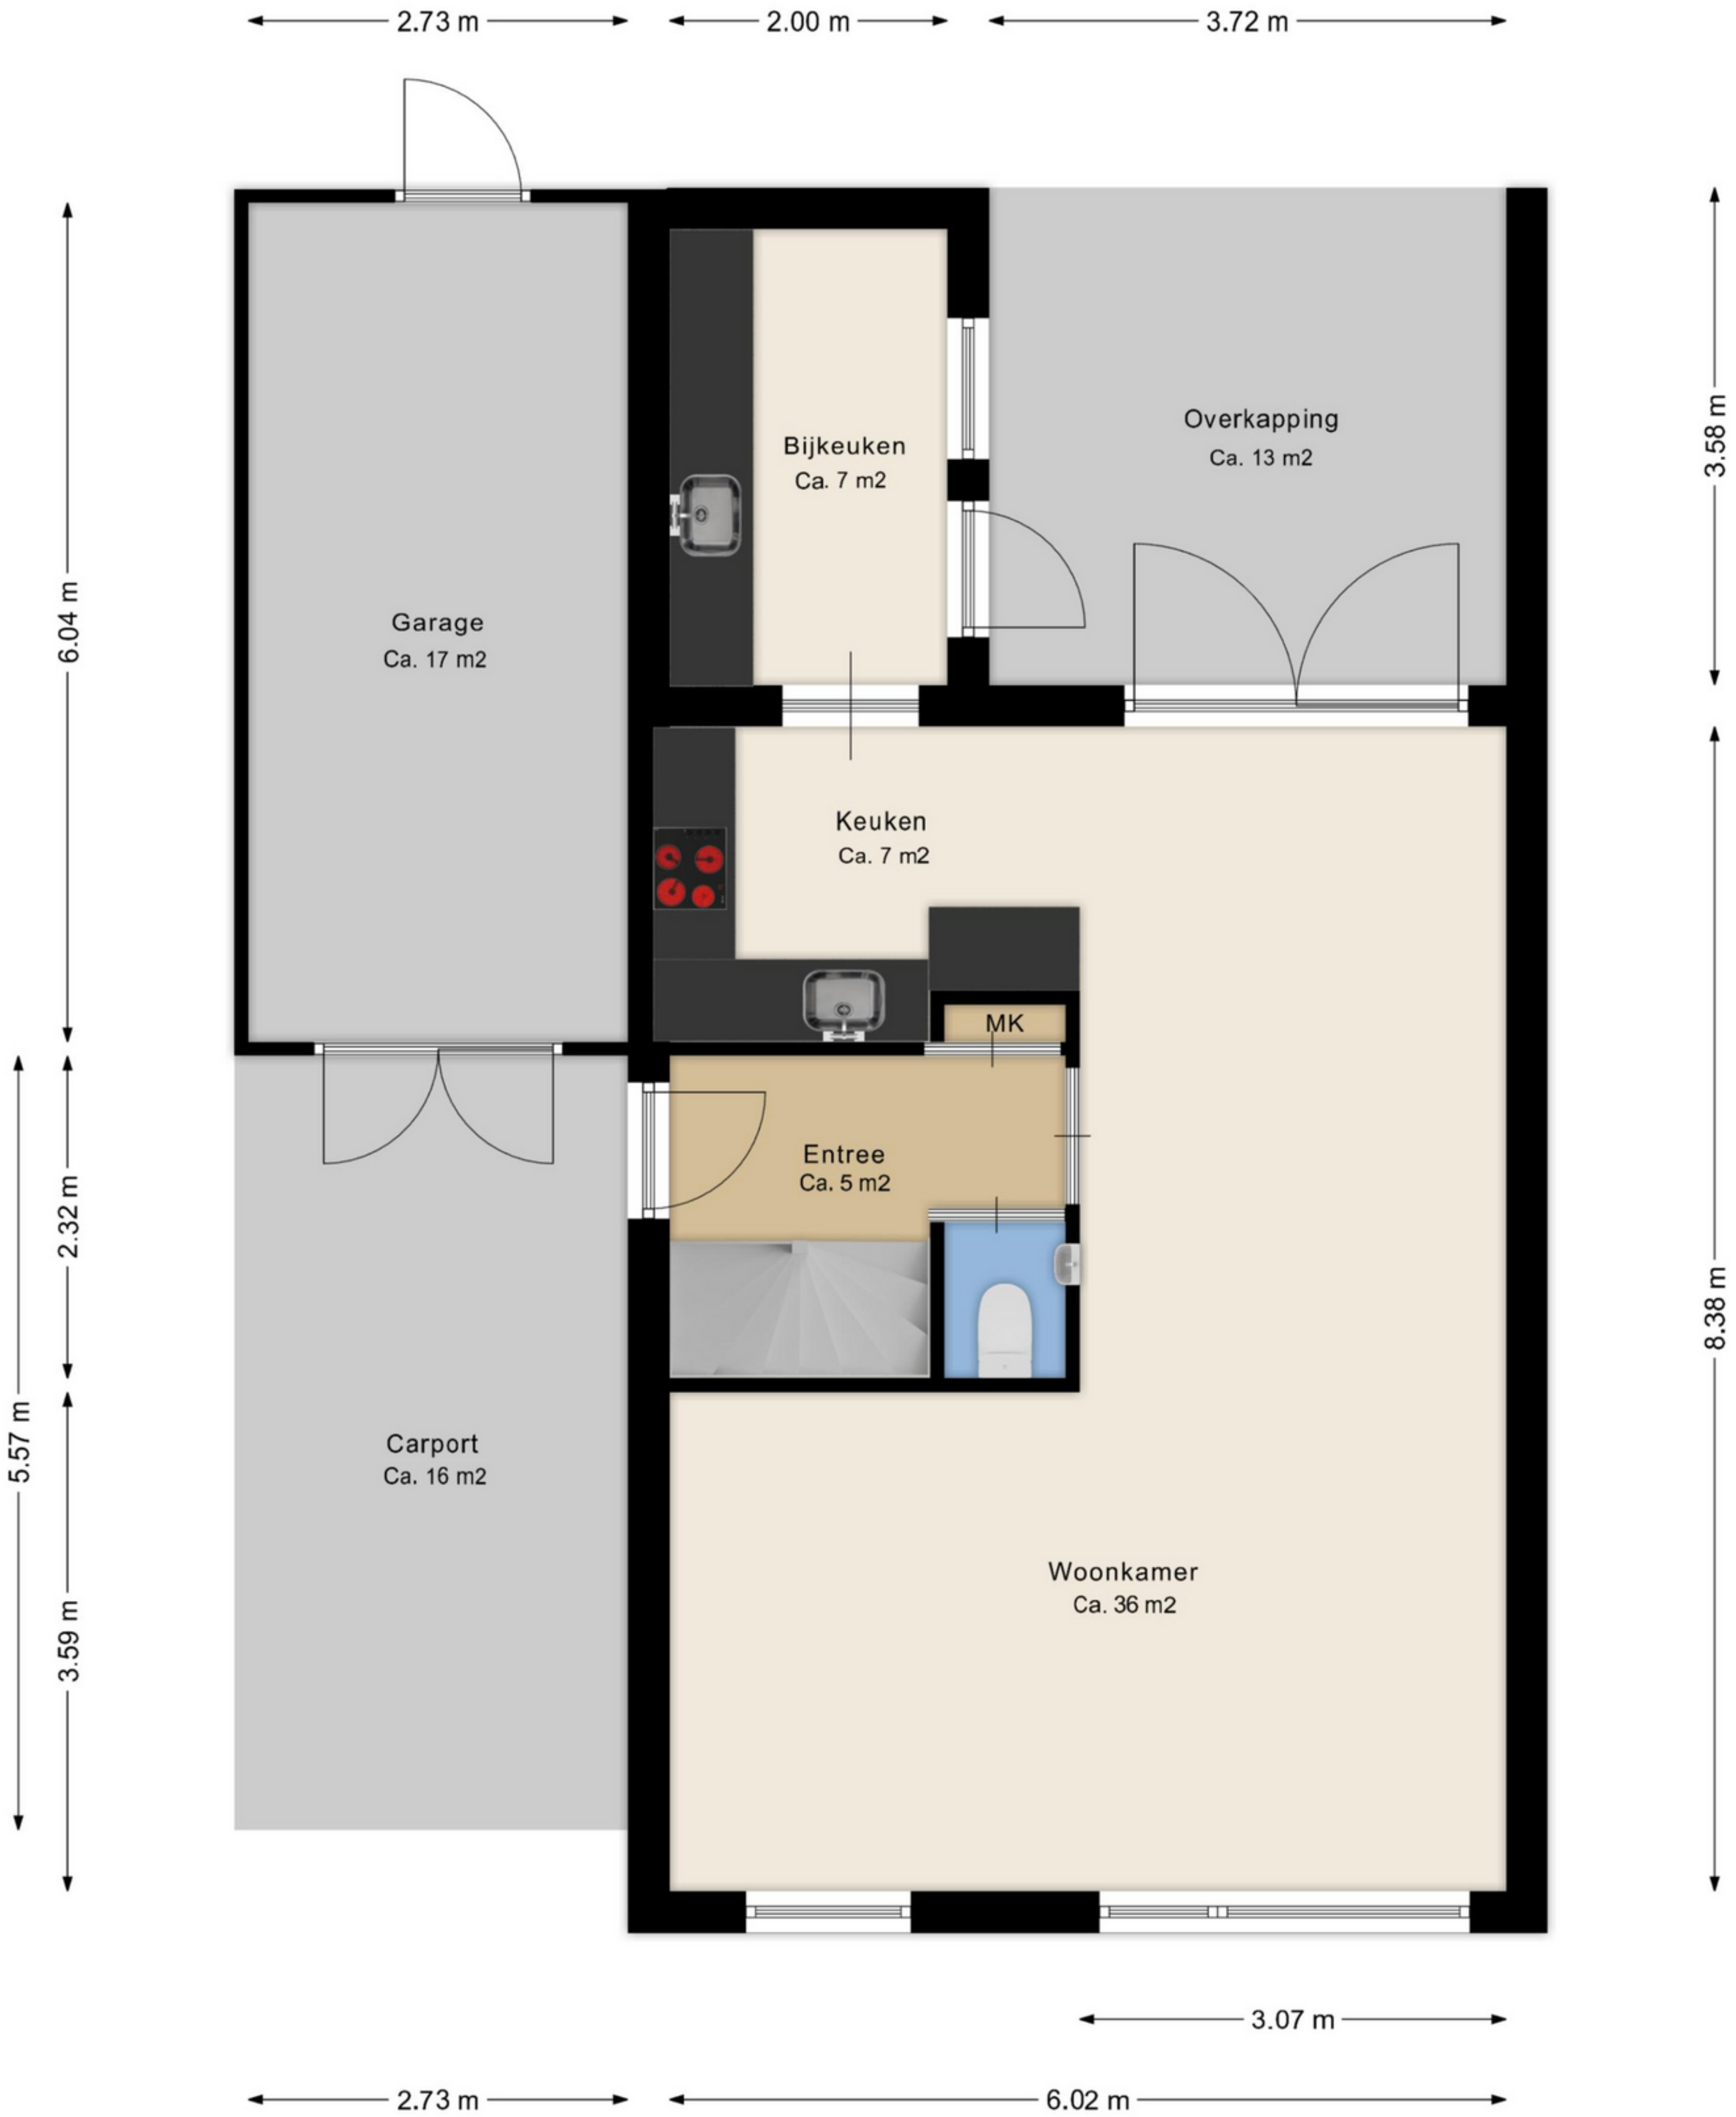 2.73 m
2.00 m
3.72 m
Bijkeuken
Ca. 7 m2
Overkapping
Ca. 13 m2
3.58 m
6.04 m
Garage
Ca. 17 m2
Keuken
Ca. 7 m2
MK
Entree
Ca. 5 m2
2.32 m
8.38 m
5.57 m
Carport
Ca. 16 m2
3.59 m
Woonkamer
Ca. 36 m2
3.07 m
2.73 m
6.02 m